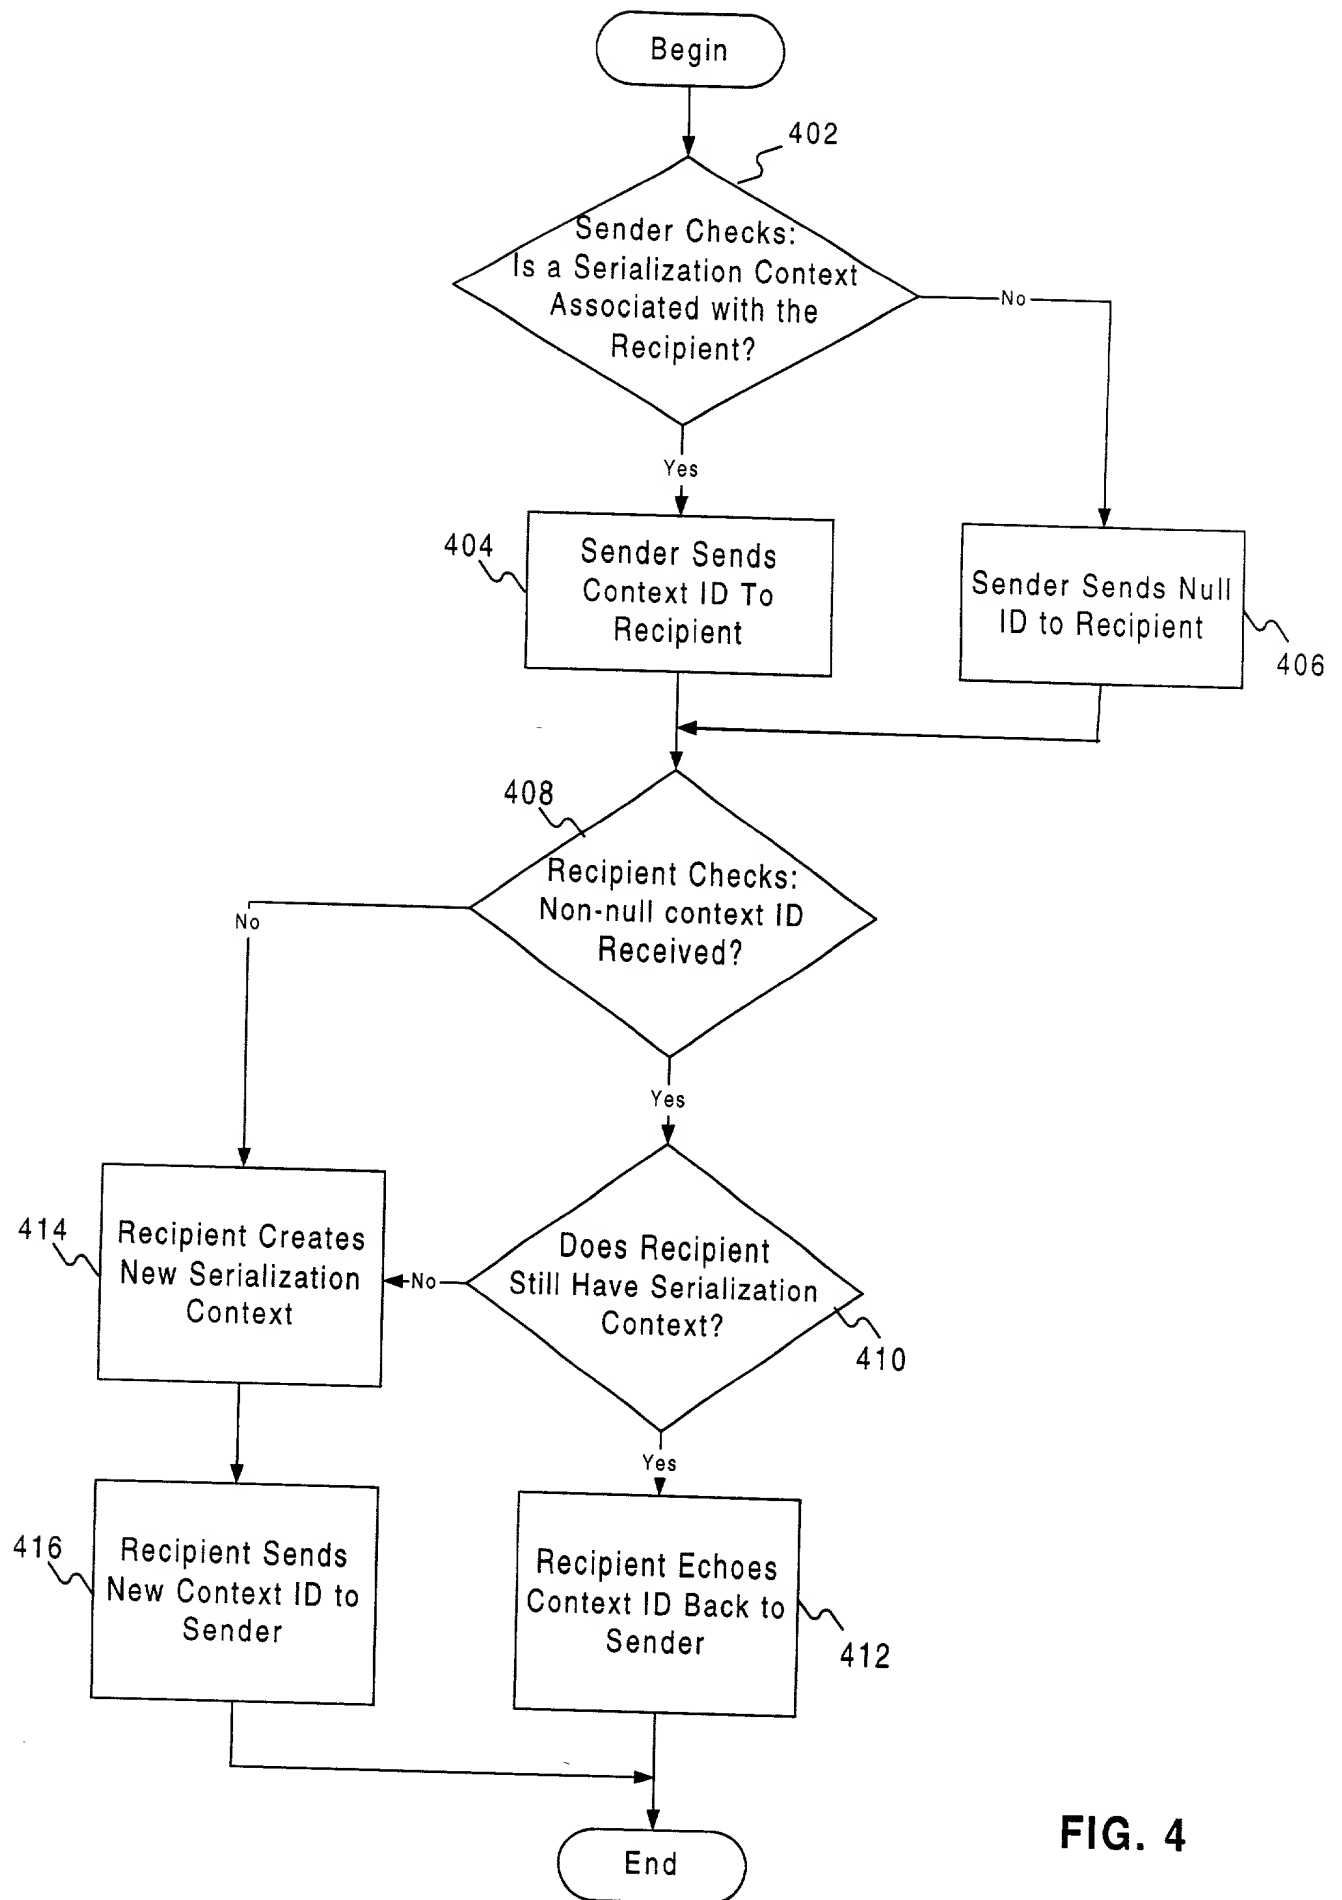 Begin
402
Sender Checks:
Is a Serialization Context
Associated with the
Recipient?
No
Yes
404
Sender Sends
Context ID To
Recipient
Sender Sends Null
ID to Recipient
406
408
Recipient Checks:
Non-null context ID
Received?
No
Yes
414
Recipient Creates
New Serialization
Context
No
Does Recipient
Still Have Serialization
Context?
410
Yes
416
Recipient Sends
New Context ID to
Sender
Recipient Echoes
Context ID Back to
Sender
412
FIG. 4
End